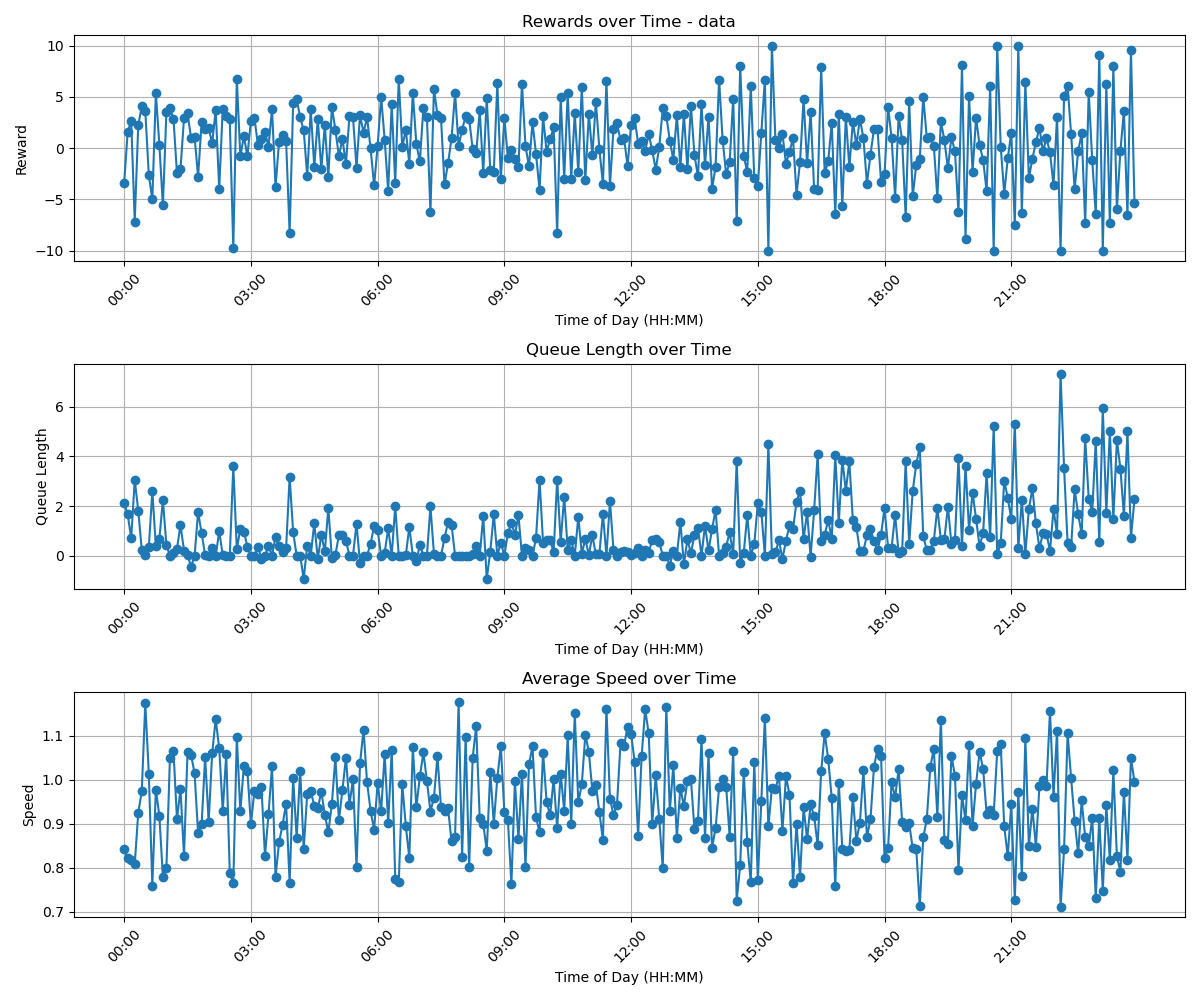 Rewards over Time - data
10
5
0
−5
−10
Reward
00:00 03:00 06:00 09:00 12:00 15:00 18:00 21:00
Time of Day (HH:MM)
Queue Length over Time
6
4
2
0
Queue Length
00:00 03:00 06:00 09:00 12:00 15:00 18:00 21:00
Time of Day (HH:MM)
Average Speed over Time
1.1
1.0
0.9
0.8
0.7
Speed
00:00 03:00 06:00 09:00 12:00 15:00 18:00 21:00
Time of Day (HH:MM)